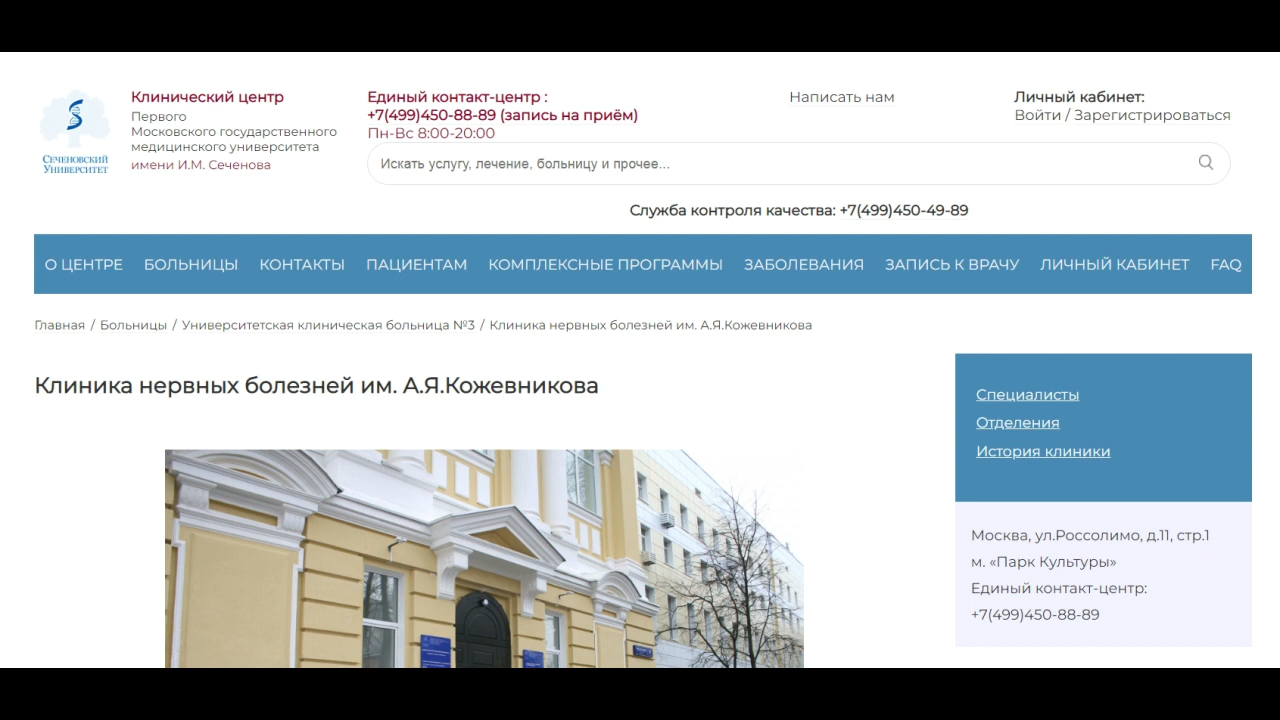 Сеченовский
Университет
Клинический центр
Первого
Московского государственного
медицинского университета
имени И.М. Сеченова
Единый контакт-центр :
+7(499)450-88-89 (запись на приём)
Пн-Вс 8:00-20:00
Написать нам
Личный кабинет:
Войти / Зарегистрироваться
Искать услугу, лечение, больницу и прочее...
Служба контроля качества: +7(499)450-49-89
О ЦЕНТРЕ БОЛЬНИЦЫ КОНТАКТЫ ПАЦИЕНТАМ КОМПЛЕКСНЫЕ ПРОГРАММЫ ЗАБОЛЕВАНИЯ ЗАПИСЬ К ВРАЧУ ЛИЧНЫЙ КАБИНЕТ FAQ
Главная / Больницы / Университетская клиническая больница №3 / Клиника нервных болезней им. А.Я.Кожевникова
Клиника нервных болезней им. А.Я.Кожевникова
Специалисты
Отделения
История клиники
Москва, ул.Россолимо, д.11, стр.1
м. «Парк Культуры»
Единый контакт-центр:
+7(499)450-88-89